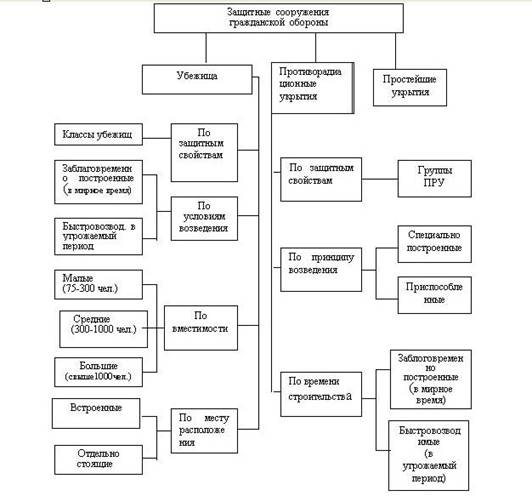 Защитные сооружения
гражданской обороны
Убежища
Противорадиа
ционные
укрытия
Простейшие
укрытия
Классы убежищ
По
защитным
свойствам
Заблаговременн
о построенные
(в мирное время)
Быстровозвод. в
угрожаемый
период
По
условиям
возведения
Малые
(75-300 чел.)
Средние
(300-1000 чел.)
Большие
(свыше1000чел.)
По
вместимости
Встроенные
Отдельно
стоящие
По месту
расположе
ния
По защитным
свойствам
Группы
ПРУ
По принципу
возведения
Специально
построенные
Приспособле
нные
По времени
строительства
Заблоговремен
но
построенные
(в мирное
время)
Быстровозвод
имые
(в
угрожаемый
период)